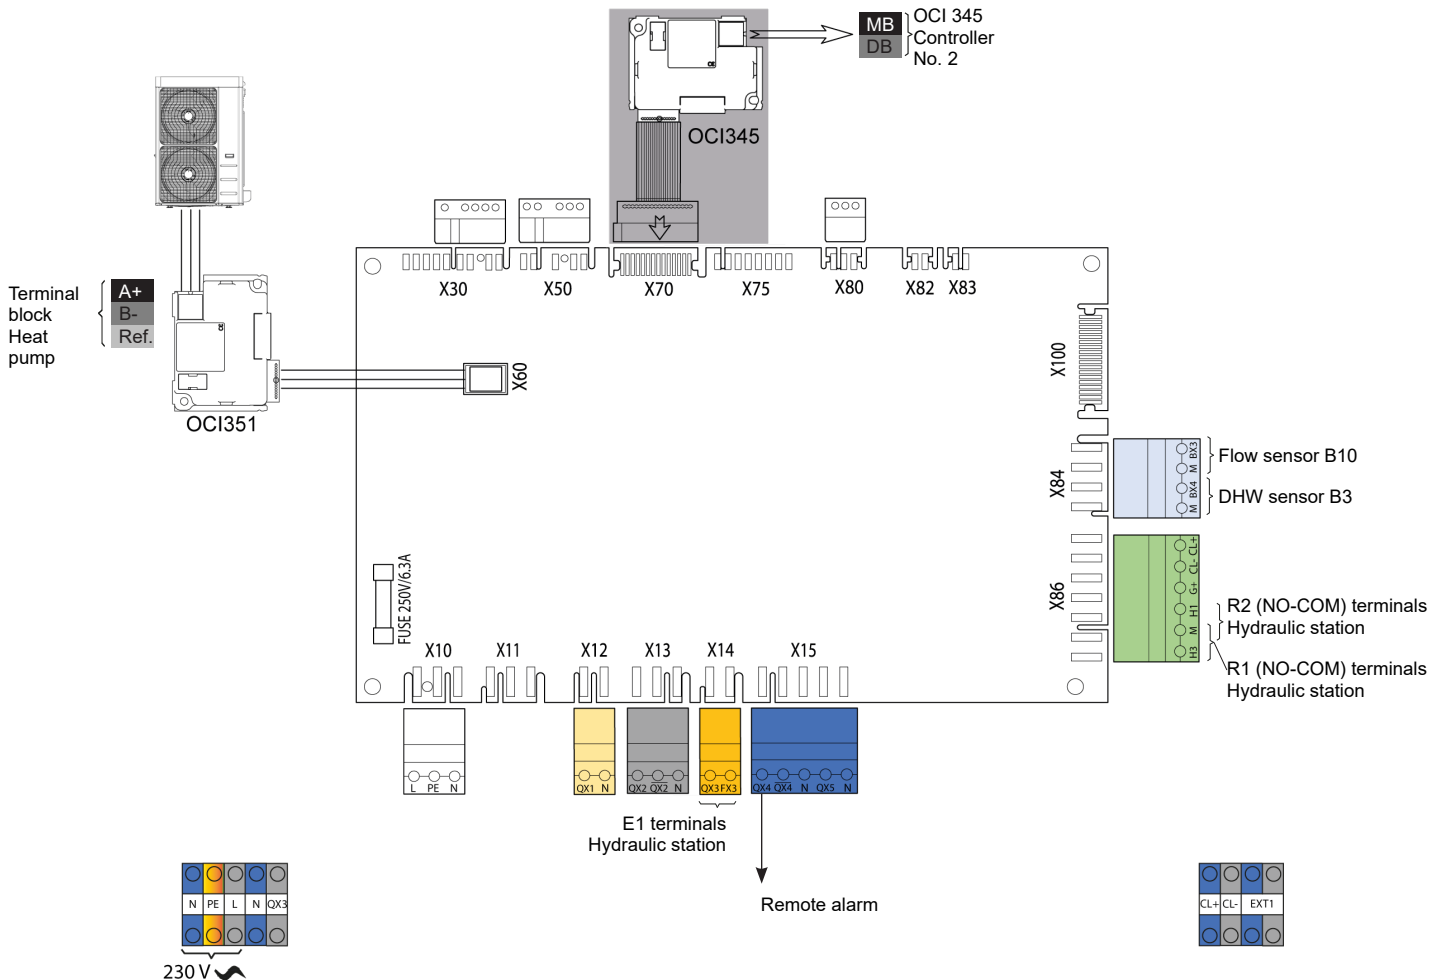 MB
DB
OCI 345
Controller
No. 2
OCI345
Terminal
block
Heat
pump
A+
B-
Ref.
OCI351
X30
X50
X70
X75
X80
X82
X83
X60
X100
X84
BX3
M
BX4
M
Flow sensor B10
DHW sensor B3
X86
CL+
CL-
G+
H1
M
H3
R2 (NO-COM) terminals
Hydraulic station
R1 (NO-COM) terminals
Hydraulic station
FUSE 250V/6.3A
X10
X11
X12
X13
X14
X15
L PE N
QX1 N
QX2 QX2 N
QX3 FX3
QX4 QX4 N QX5 N
E1 terminals
Hydraulic station
Remote alarm
N PE L N QX3
230 V
CL+ CL- EXT1